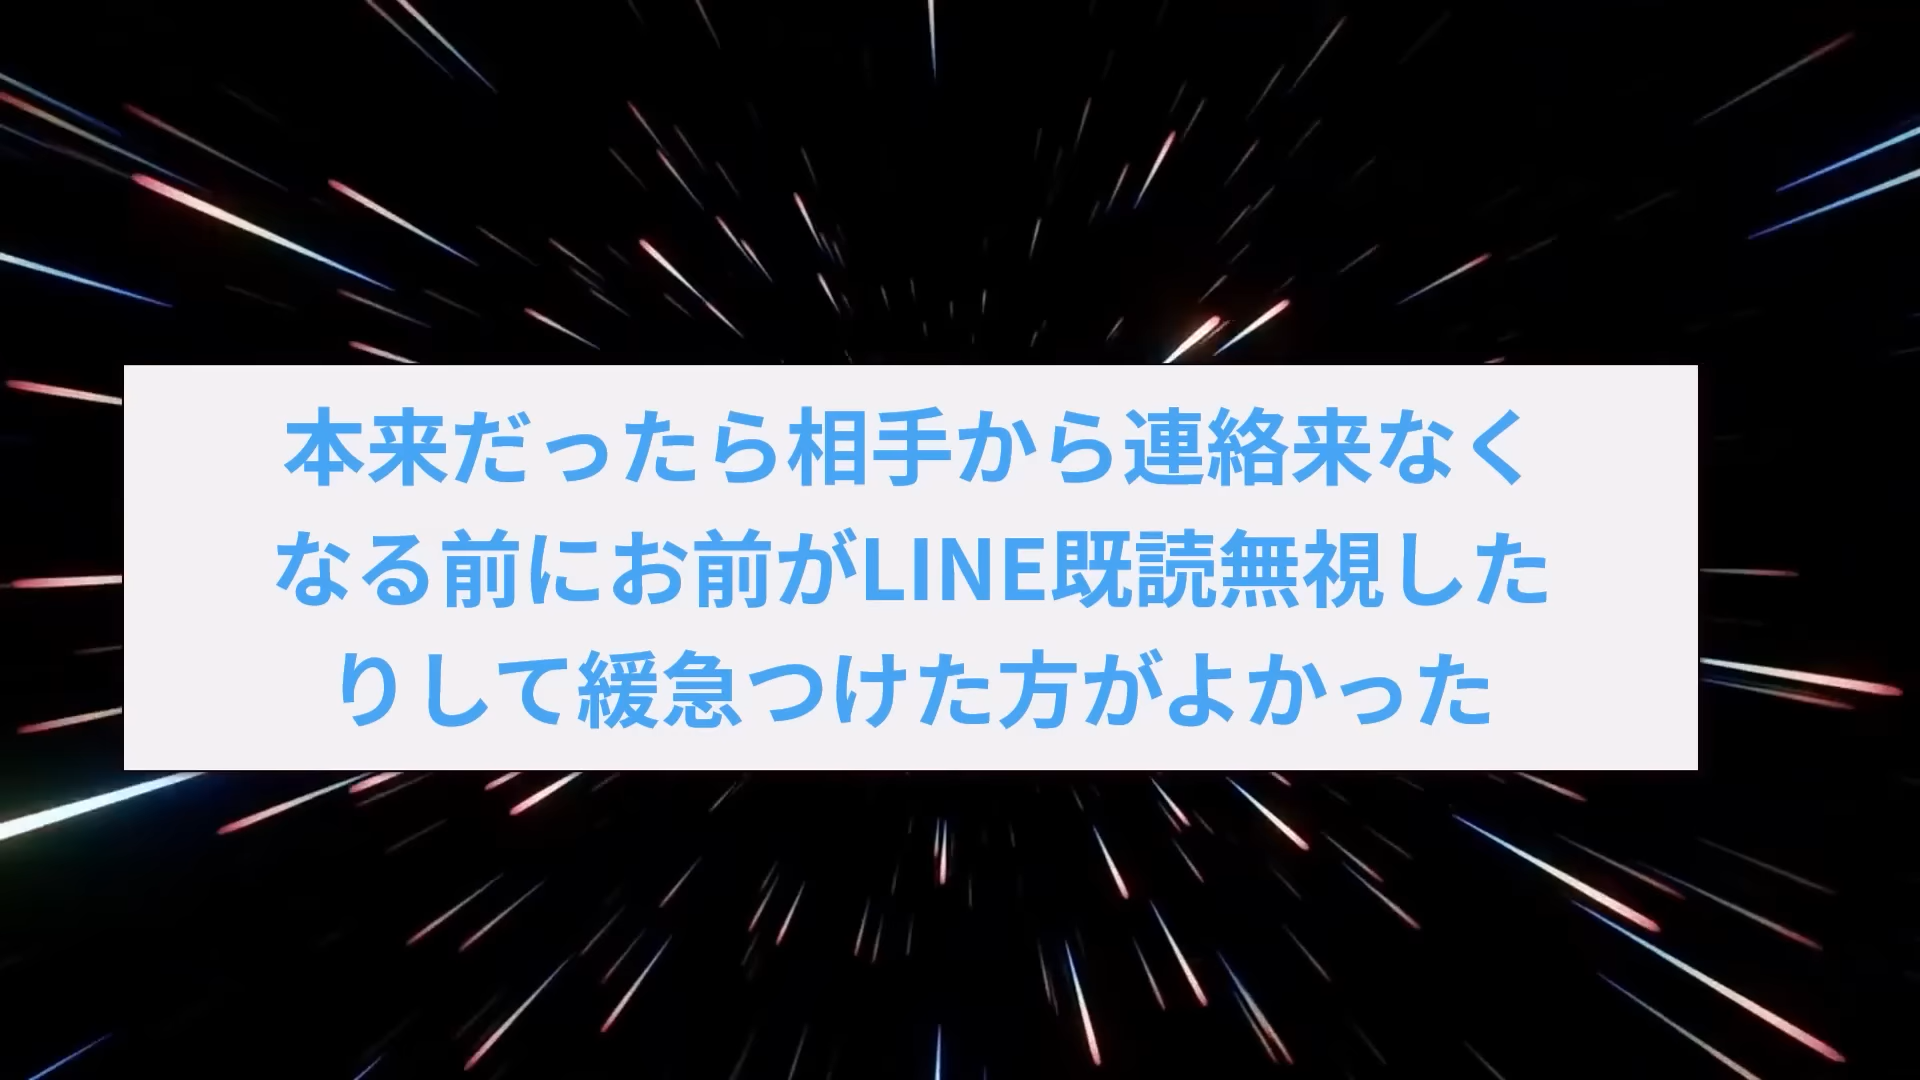 本来だったら相手から連絡来なく
なる前にお前がLINE既読無視した
りして緩急つけた方がよかった